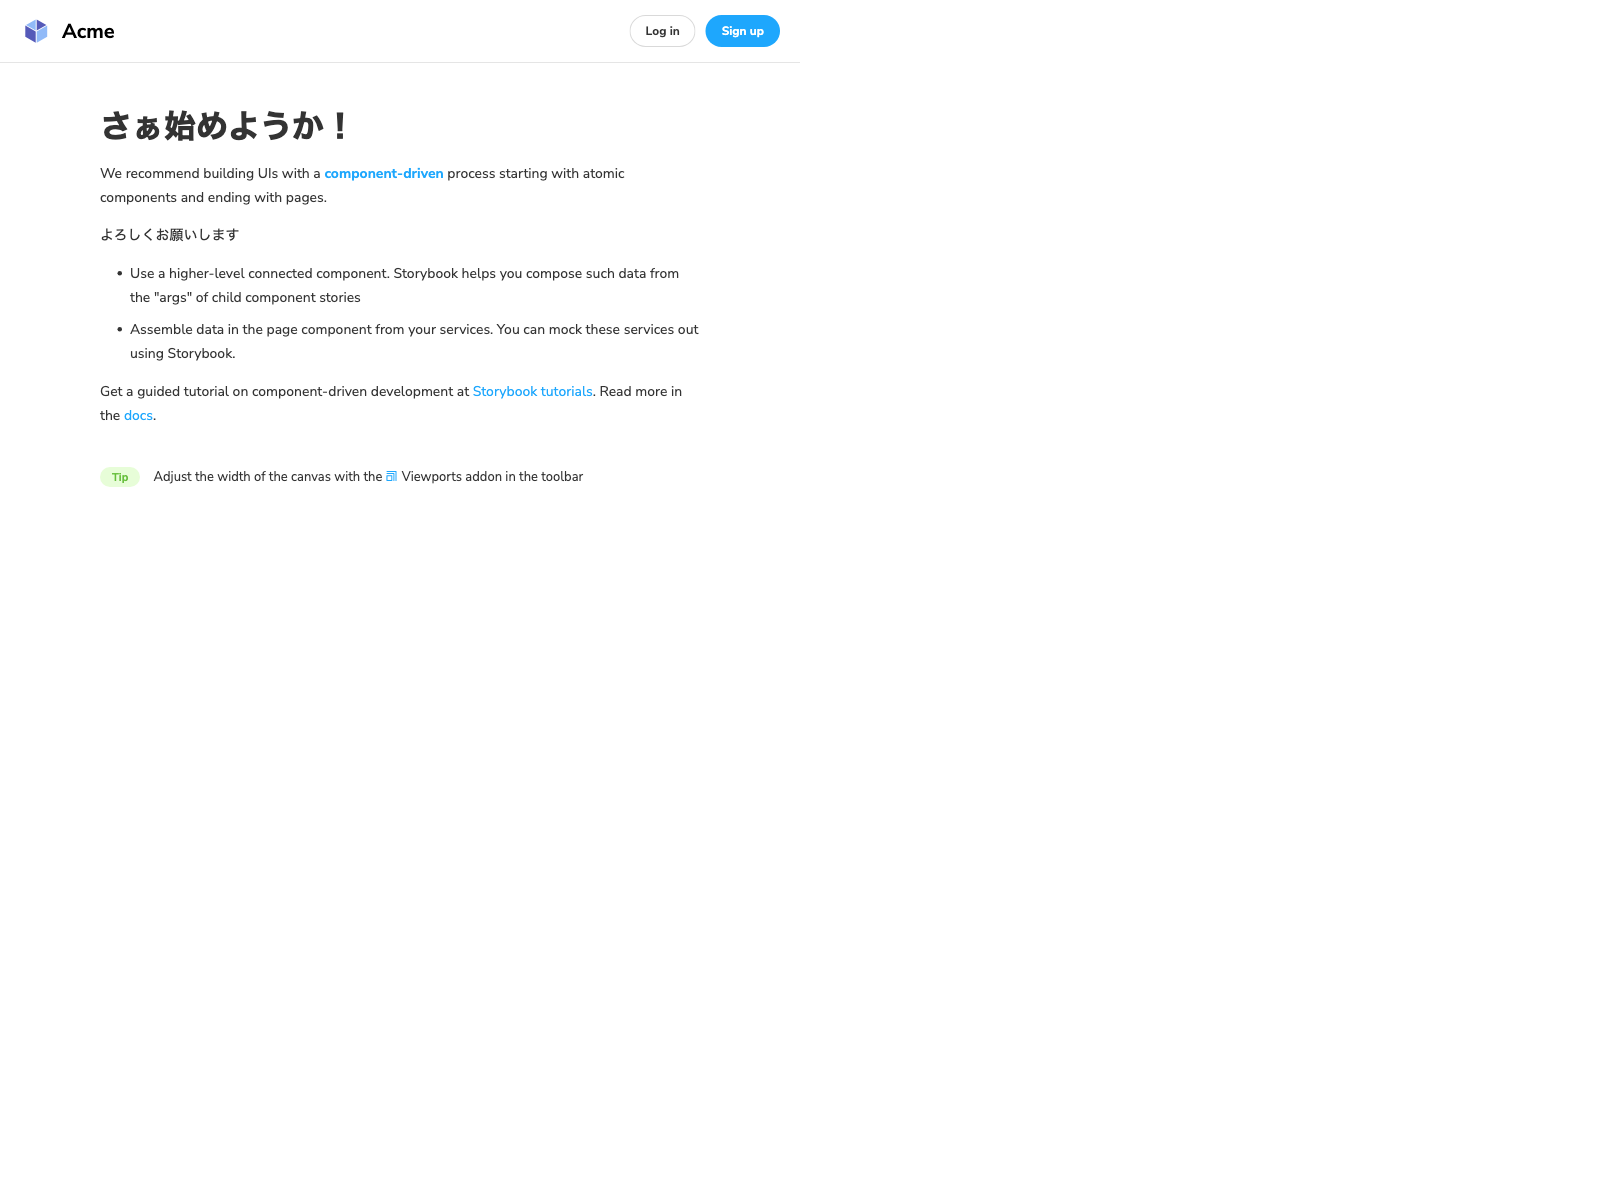 Acme
Log in
Sign up
さぁ始めようか！
We recommend building UIs with a component-driven process starting with atomic
components and ending with pages.
よろしくお願いします
• Use a higher-level connected component. Storybook helps you compose such data from
the "args" of child component stories
• Assemble data in the page component from your services. You can mock these services out
using Storybook.
Get a guided tutorial on component-driven development at Storybook tutorials. Read more in
the docs.
Tip
Adjust the width of the canvas with the Viewports addon in the toolbar